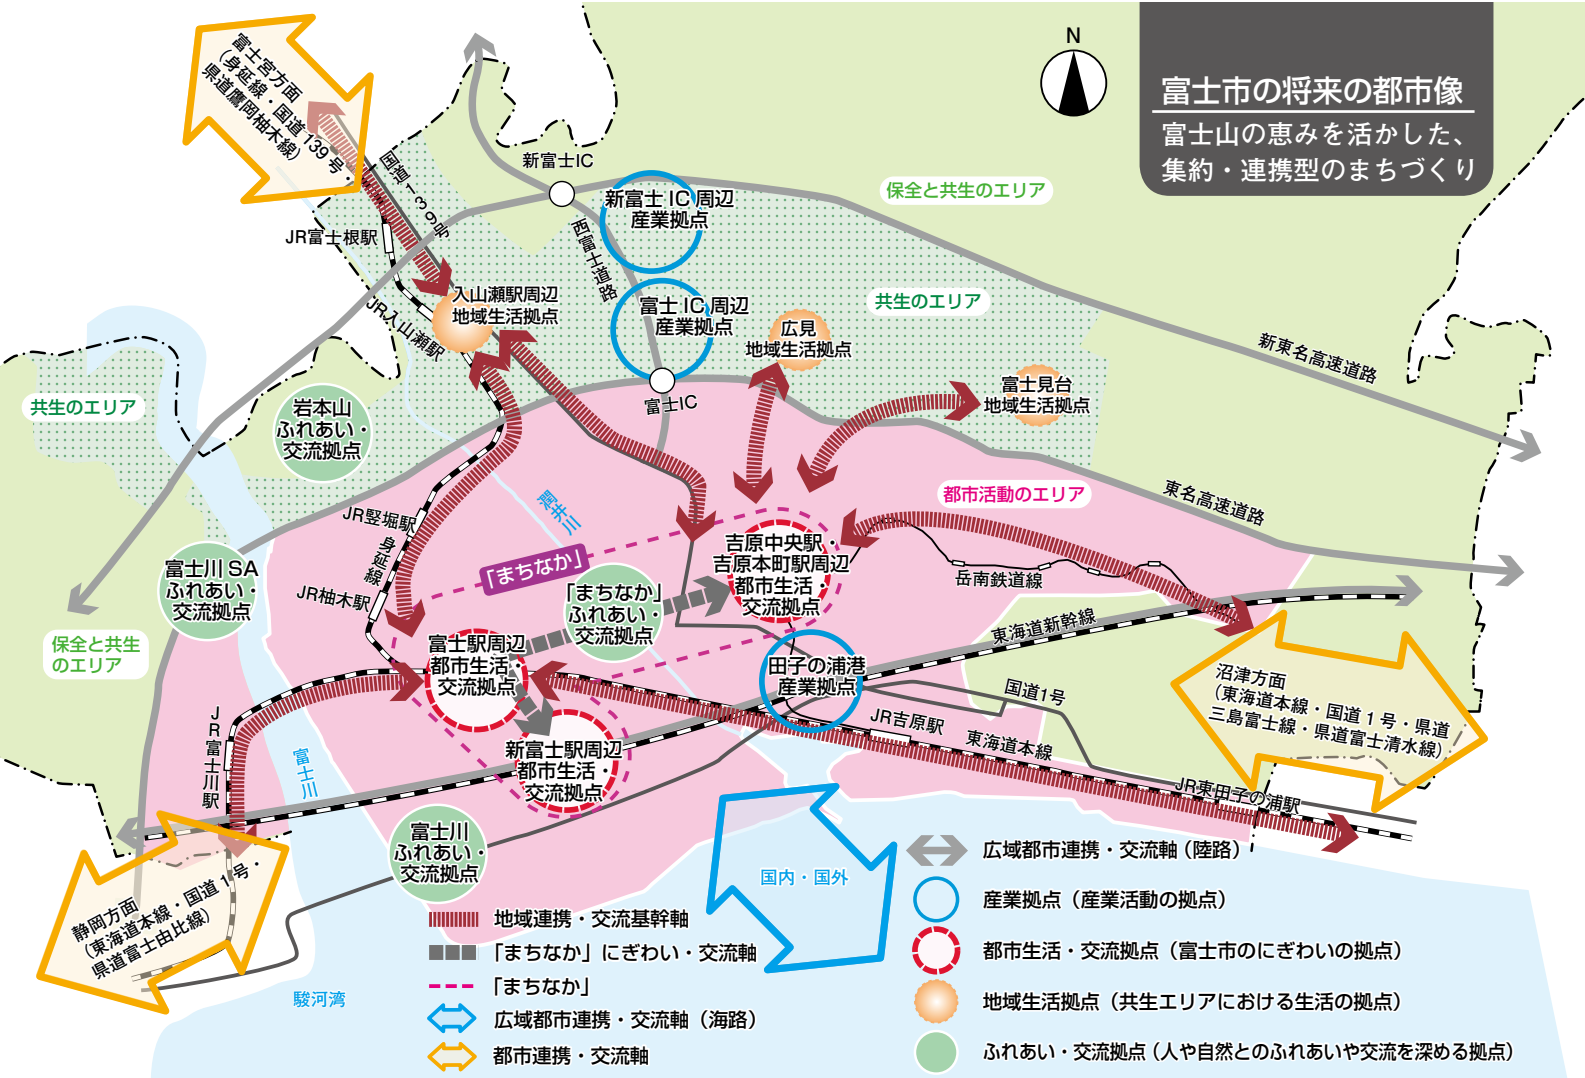 富士市の将来の都市像
富士山の恵みを活かした、
集約・連携型のまちづくり
N
富士宮方面
（身延線・国道139号・
県道鷹岡柚木線）
国道139号
新富士IC
JR富士根駅
西富士道路
新富士IC周辺
産業拠点
保全と共生のエリア
入山瀬駅周辺
地域生活拠点
JR入山瀬駅
富士IC周辺
産業拠点
広見
地域生活拠点
共生のエリア
新東名高速道路
富士見台
地域生活拠点
富士IC
共生のエリア
岩本山
ふれあい・
交流拠点
都市活動のエリア
東名高速道路
潤井川
JR竪堀駅
身延線
JR柚木駅
富士川SA
ふれあい・
交流拠点
「まちなか」
「まちなか」
ふれあい・
交流拠点
吉原中央駅・
吉原本町駅周辺
都市生活・
交流拠点
岳南鉄道線
東海道新幹線
保全と共生
のエリア
富士駅周辺
都市生活・
交流拠点
田子の浦港
産業拠点
国道1号
JR吉原駅
東海道本線
沼津方面
（東海道本線・国道1号・県道
三島富士線・県道富士清水線）
JR富士川駅
富士川
新富士駅周辺
都市生活・
交流拠点
JR東田子の浦駅
富士川
ふれあい・
交流拠点
静岡方面
（東海道本線・国道1号・
県道富士由比線）
国内・国外
駿河湾
地域連携・交流基幹軸
「まちなか」にぎわい・交流軸
「まちなか」
広域都市連携・交流軸（海路）
都市連携・交流軸
広域都市連携・交流軸（陸路）
産業拠点（産業活動の拠点）
都市生活・交流拠点（富士市のにぎわいの拠点）
地域生活拠点（共生エリアにおける生活の拠点）
ふれあい・交流拠点（人や自然とのふれあいや交流を深める拠点）